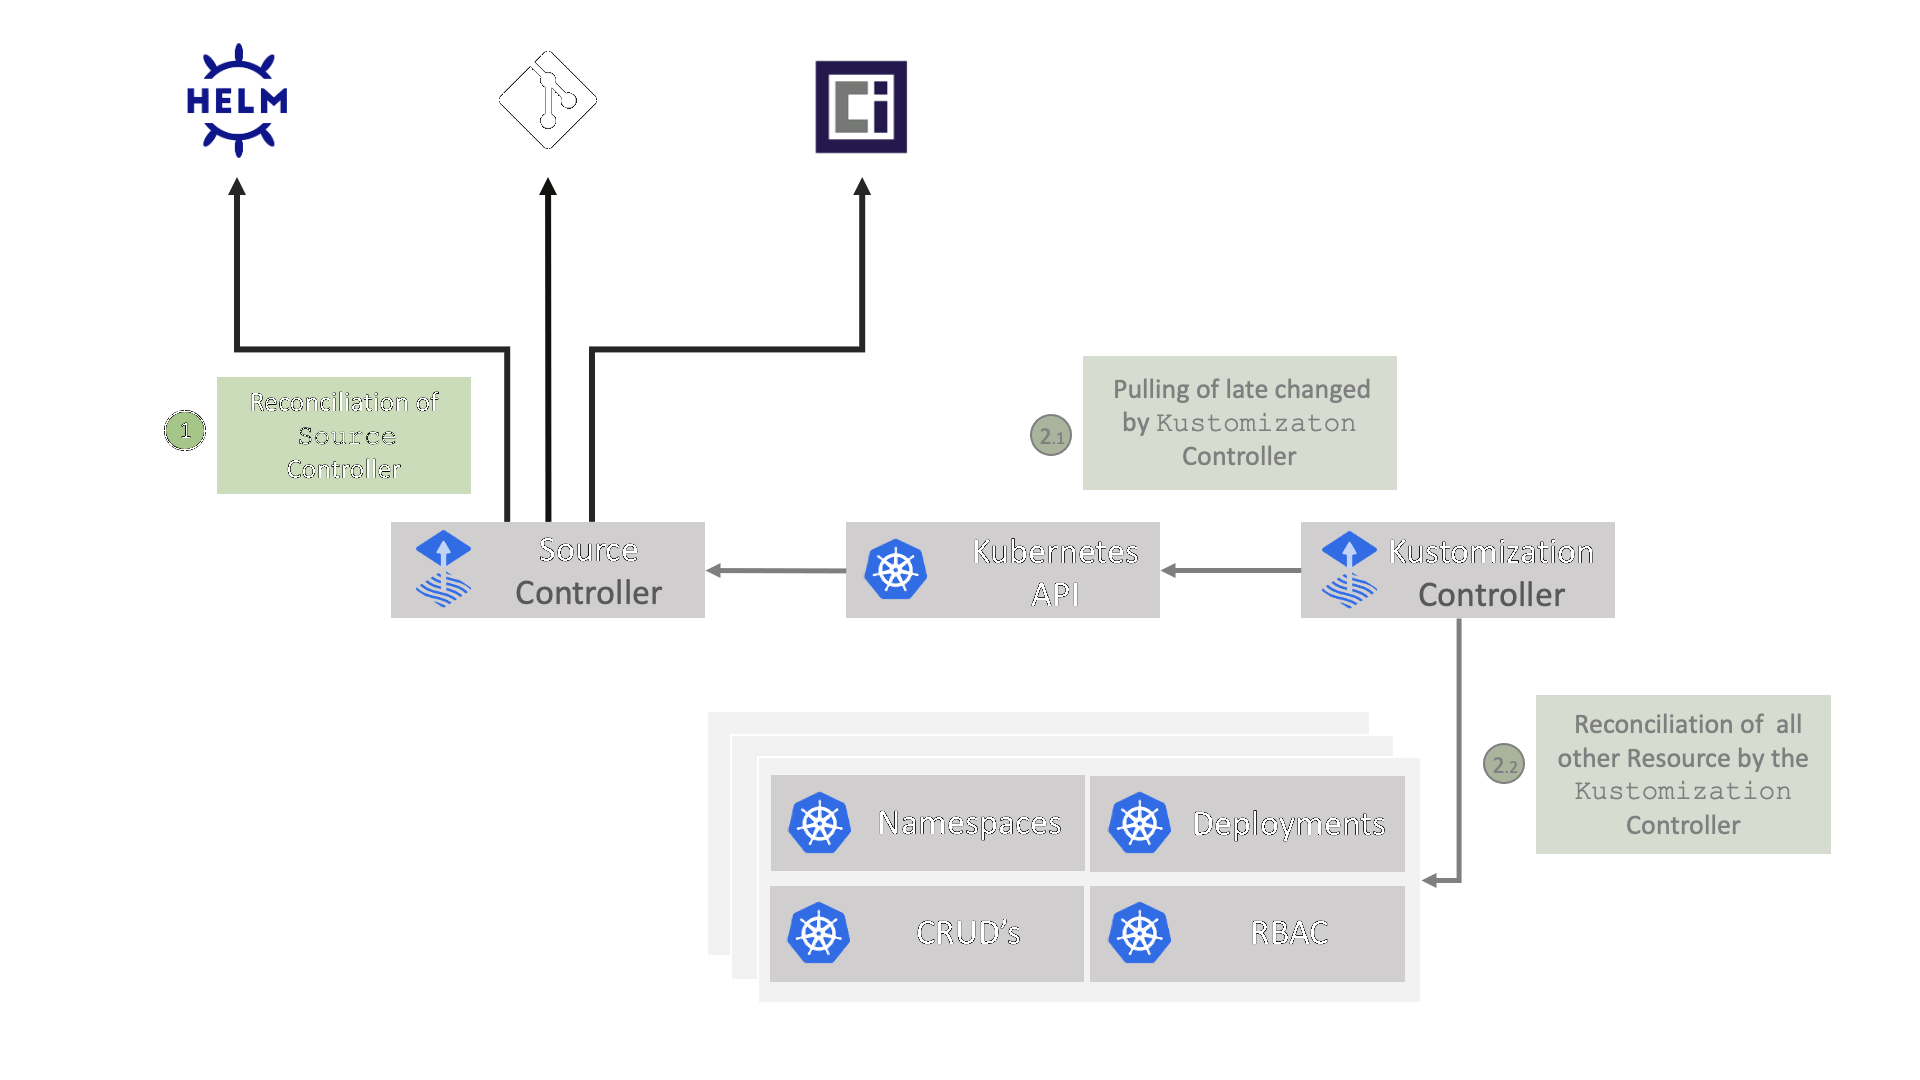 HELM
Ci
1
Reconciliation of
Source
Controller
2.1
Pulling of late changed
by Kustomizaton
Controller
Source
Controller
Kubernetes
API
Kustomization
Controller
2.2
Reconciliation of all
other Resource by the
Kustomization
Controller
Namespaces
Deployments
CRUD's
RBAC